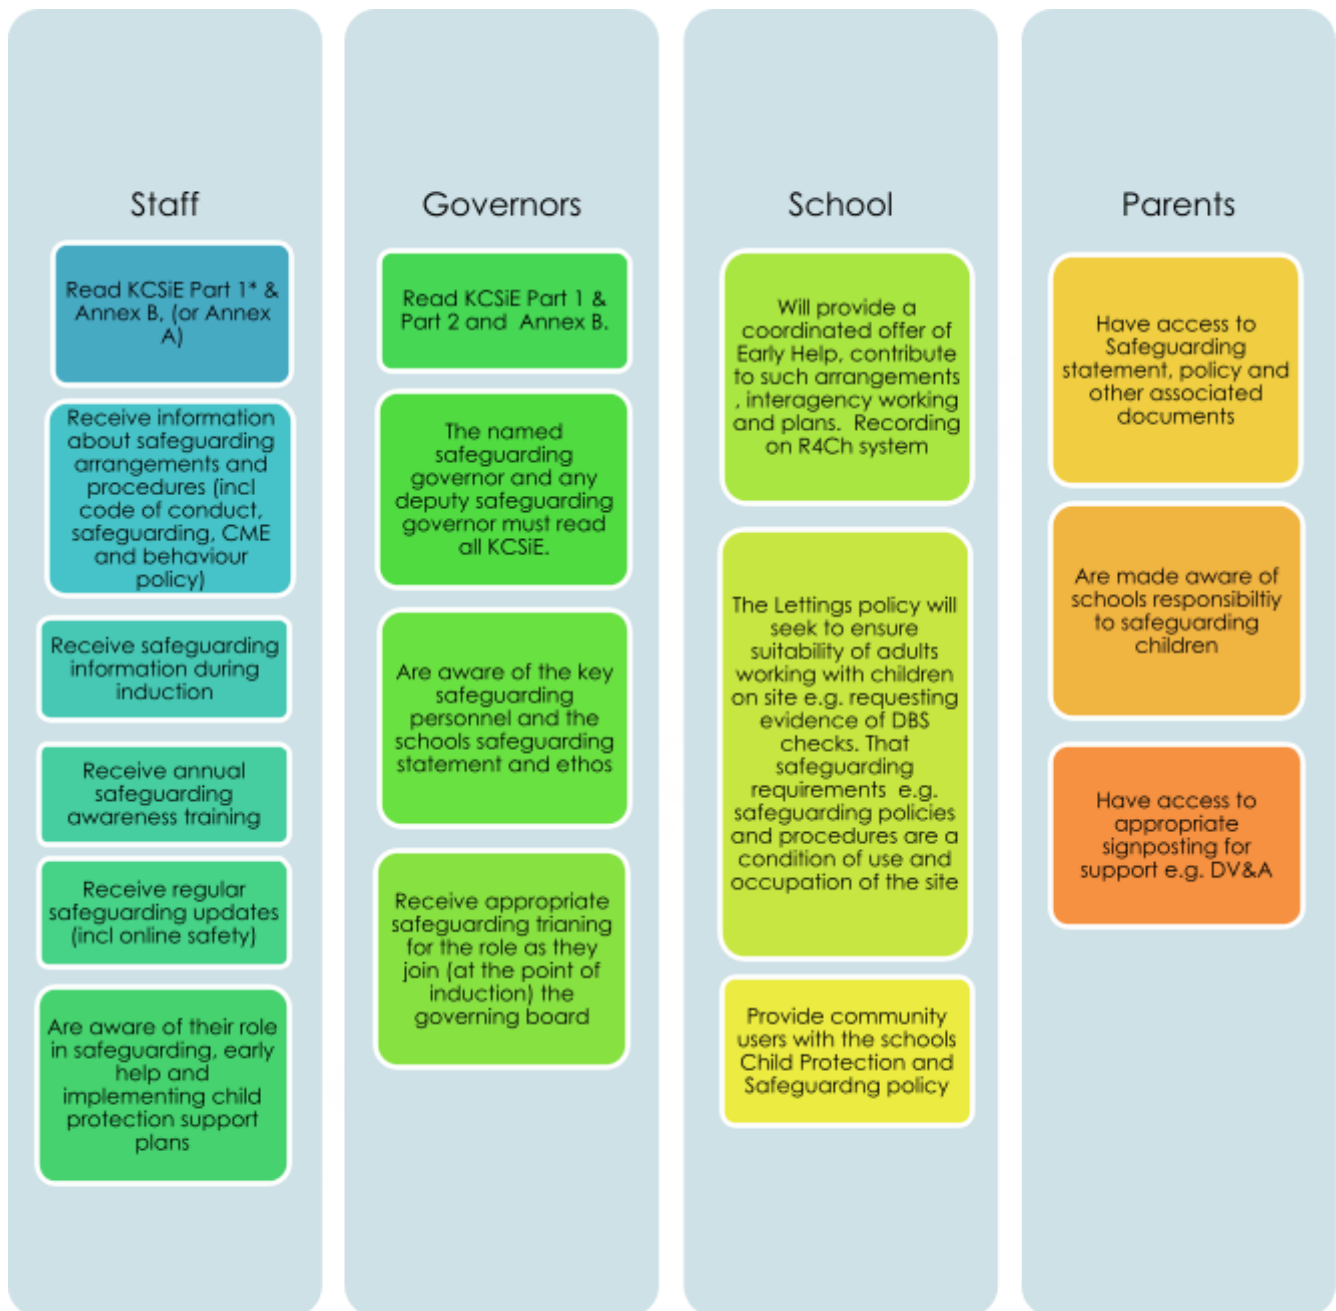 Staff
Read KCSiE Part 1* &
Annex B, (or Annex
A)
Receive information
about safeguarding
arrangements and
procedures (incl
code of conduct,
safeguarding, CME
and behaviour
policy)
Receive safeguarding
information during
induction
Receive annual
safeguarding
awareness training
Receive regular
safeguarding updates
(incl online safety)
Are aware of their role
in safeguarding, early
help and
implementing child
protection support
plans
Governors
Read KCSiE Part 1 &
Part 2 and  Annex B.
The named
safeguarding
governor and any
deputy safeguarding
governor must read
all KCSiE.
Are aware of the key
safeguarding
personnel and the
schools safeguarding
statement and ethos
Receive appropriate
safeguarding trianing
for the role as they
join (at the point of
induction) the
governing board
School
Will provide a
coordinated offer of
Early Help, contribute
to such arrangements
, interagency working
and plans.  Recording
on R4Ch system
The Lettings policy will
seek to ensure
suitability of adults
working with children
on site e.g. requesting
evidence of DBS
checks. That
safeguarding
requirements  e.g.
safeguarding policies
and procedures are a
condition of use and
occupation of the site
Provide community
users with the schools
Child Protection and
Safeguardng policy
Parents
Have access to
Safeguarding
statement, policy and
other associated
documents
Are made aware of
schools responsibiltiy
to safeguarding
children
Have access to
appropriate
signposting for
support e.g. DV&A